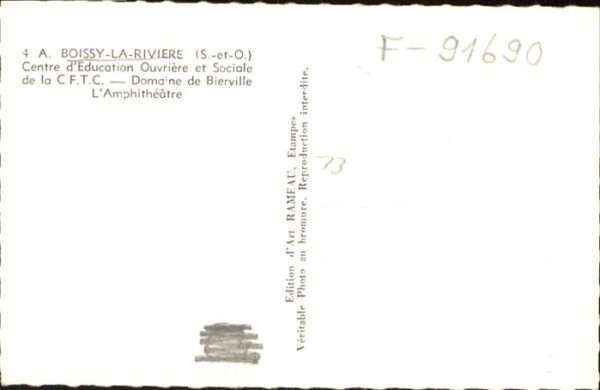 4 A. BOISSY-LA-RIVIERE (S.-et-O.)
Centre d'Education Ouvrière et Sociale
de la C F.T.C. — Domaine de Bierville
L'Amphithéâtre
F-91690
Edition d'Art RAMEAU, Etampes
Véritable Photo au bromure. Reproduction interdite.
13